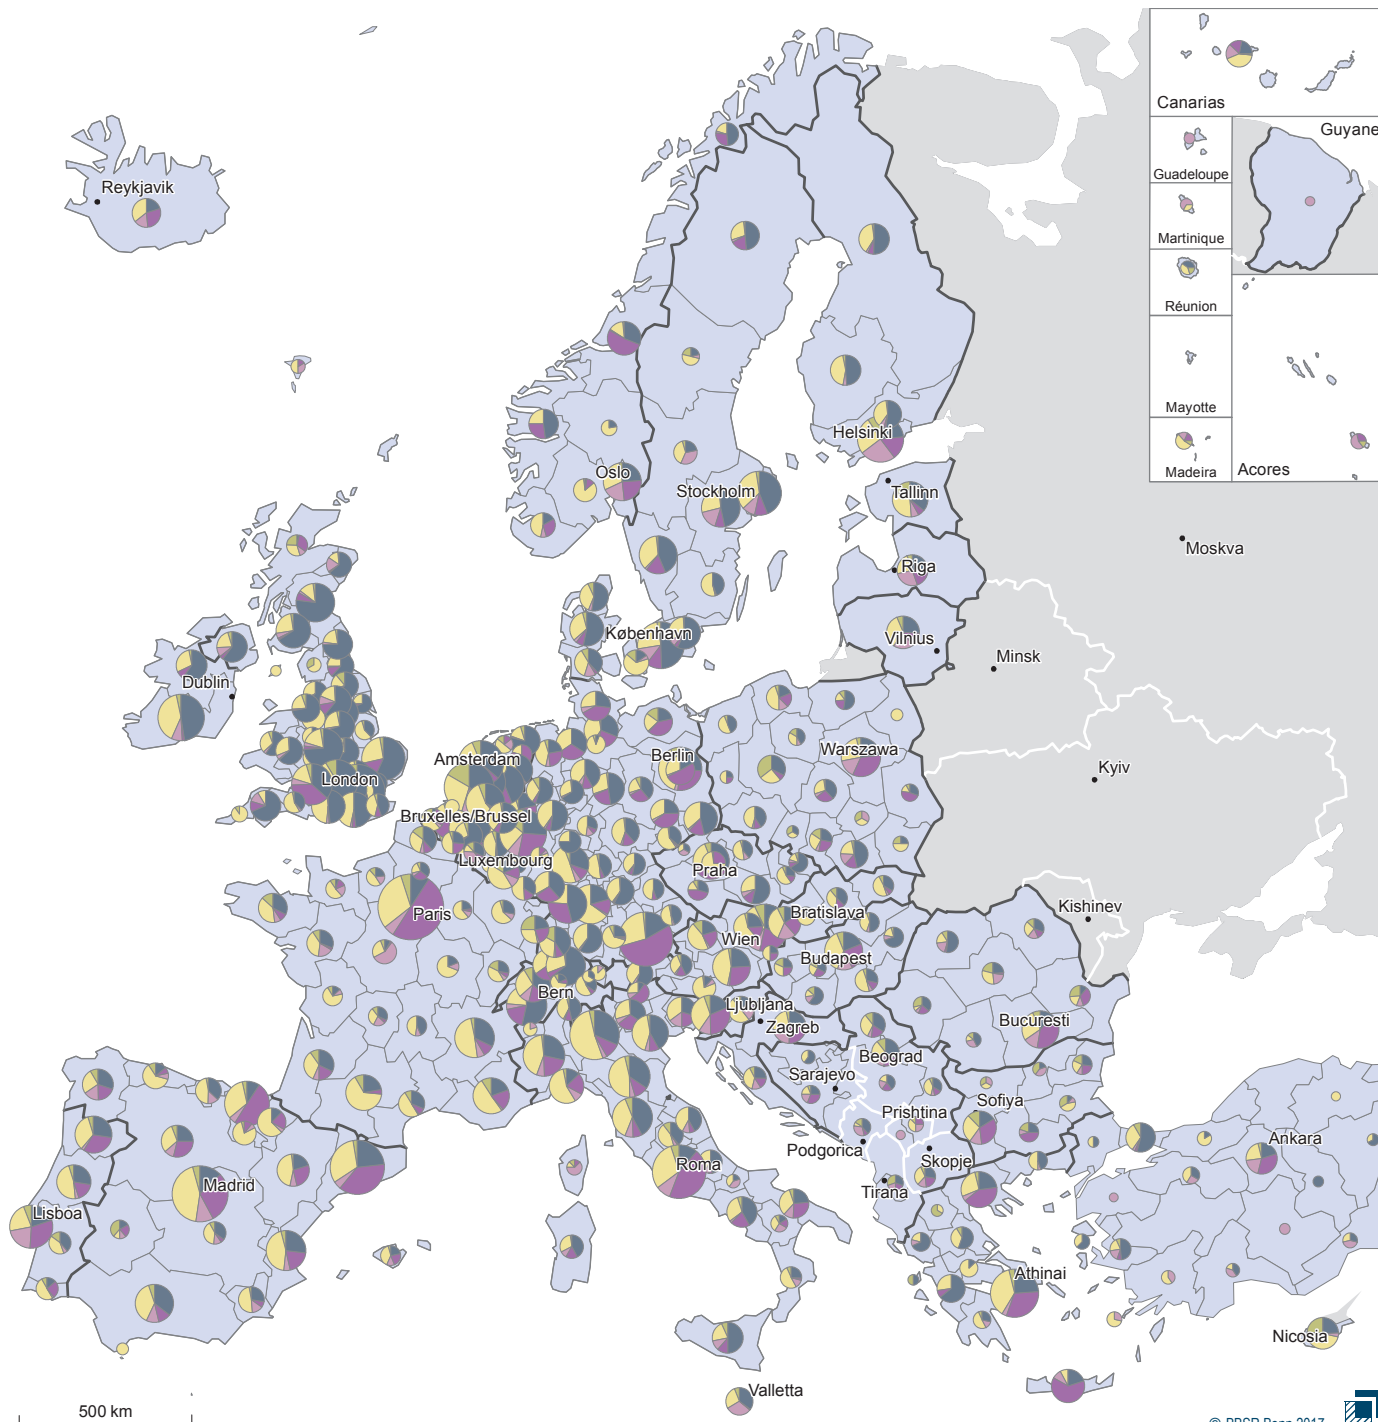 Canarias
Guyane
Guadeloupe
Martinique
Réunion
Mayotte
Madeira
Acores
Reykjavik
Helsinki
Oslo
Stockholm
Tallinn
Riga
Moskva
København
Vilnius
Minsk
Dublin
Amsterdam
Berlin
Warszawa
London
Kyiv
Bruxelles/Brussel
Luxembourg
Praha
Paris
Bratislava
Kishinev
Wien
Budapest
Bern
Ljubljana
Zagreb
Bucuresti
Beograd
Sarajevo
Prishtina
Sofiya
Podgorica
Skopje
Ankara
Roma
Tirana
Madrid
Lisboa
Athinai
Nicosia
Valletta
500 km